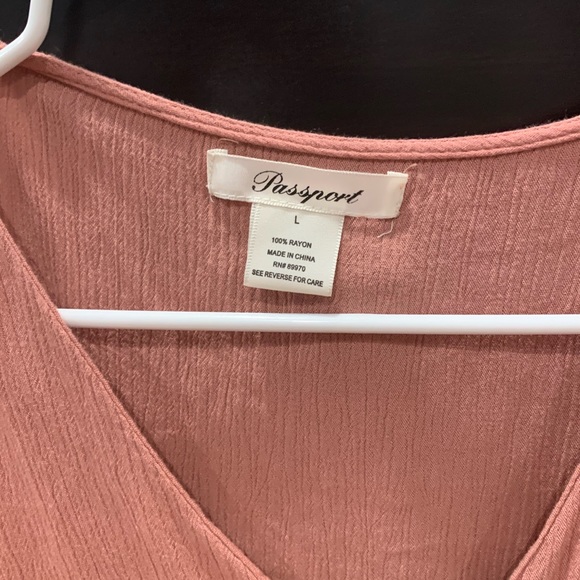 Passport
L
100% RAYON
MADE IN CHINA
RN# 89970
SEE REVERSE FOR CARE